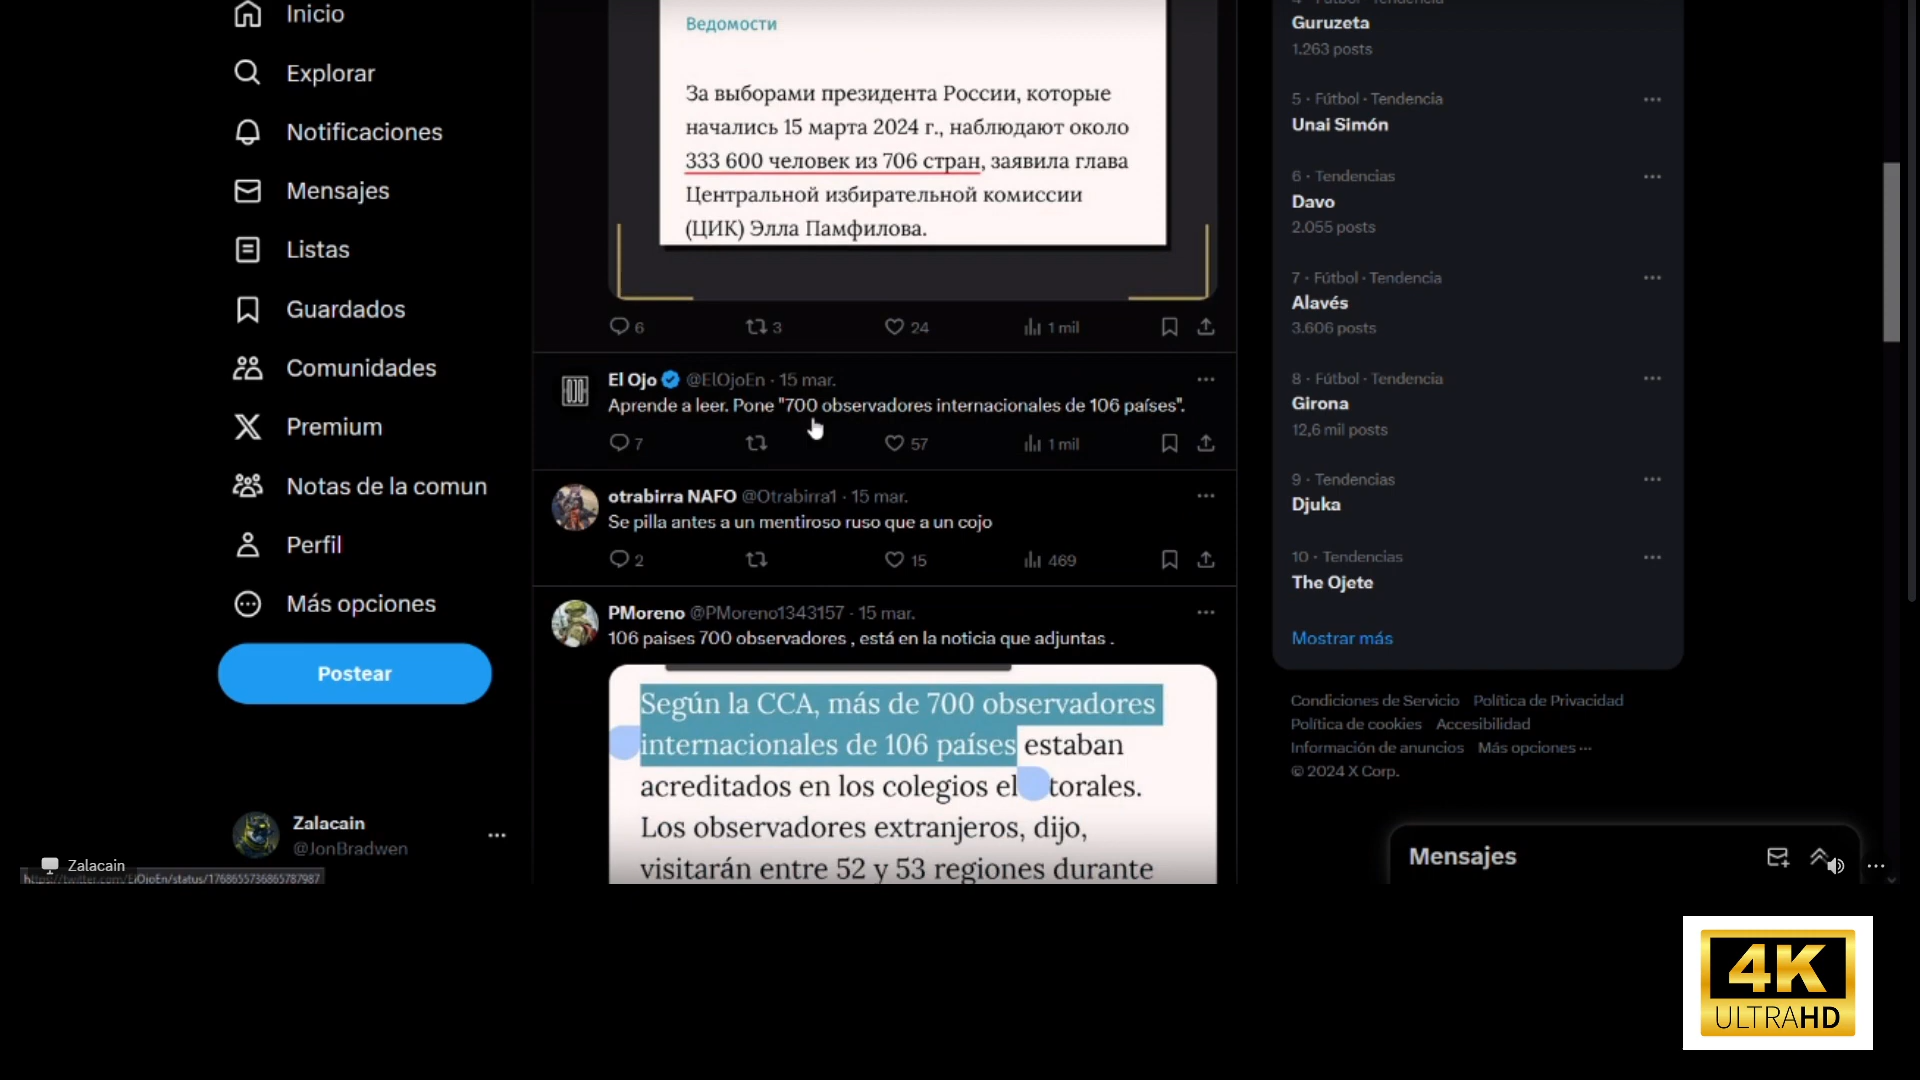 Inicio
Explorar
Notificaciones
Mensajes
Listas
Guardados
Comunidades
Premium
Notas de la comun
Perfil
Más opciones
Postear
Zalacain
@JonBradwen
Zalacain
https://twitter.com/ElOjoEn/status/1768655736865787987
Ведомости
За выборами президента России, которые
начались 15 марта 2024 г., наблюдают около
333 600 человек из 706 стран, заявила глава
Центральной избирательной комиссии
(ЦИК) Элла Памфилова.
6 3 24 1 mil
El Ojo @ElOjoEn · 15 mar.
Aprende a leer. Pone "700 observadores internacionales de 106 países".
7 57 1 mil
otrabirra NAFO @Otrabirra1 · 15 mar.
Se pilla antes a un mentiroso ruso que a un cojo
2 15 469
PMoreno @PMoreno1343157 · 15 mar.
106 paises 700 observadores , está en la noticia que adjuntas .
Según la CCA, más de 700 observadores
internacionales de 106 países estaban
acreditados en los colegios el torales.
Los observadores extranjeros, dijo,
visitarán entre 52 y 53 regiones durante
4 · Fútbol · Tendencia
Guruzeta
1.263 posts
5 · Fútbol · Tendencia
Unai Simón
6 · Tendencias
Davo
2.055 posts
7 · Fútbol · Tendencia
Alavés
3.606 posts
8 · Fútbol · Tendencia
Girona
12,6 mil posts
9 · Tendencias
Djuka
10 · Tendencias
The Ojete
Mostrar más
Condiciones de Servicio Política de Privacidad
Política de cookies Accesibilidad
Información de anuncios Más opciones ···
© 2024 X Corp.
Mensajes
4K
ULTRAHD